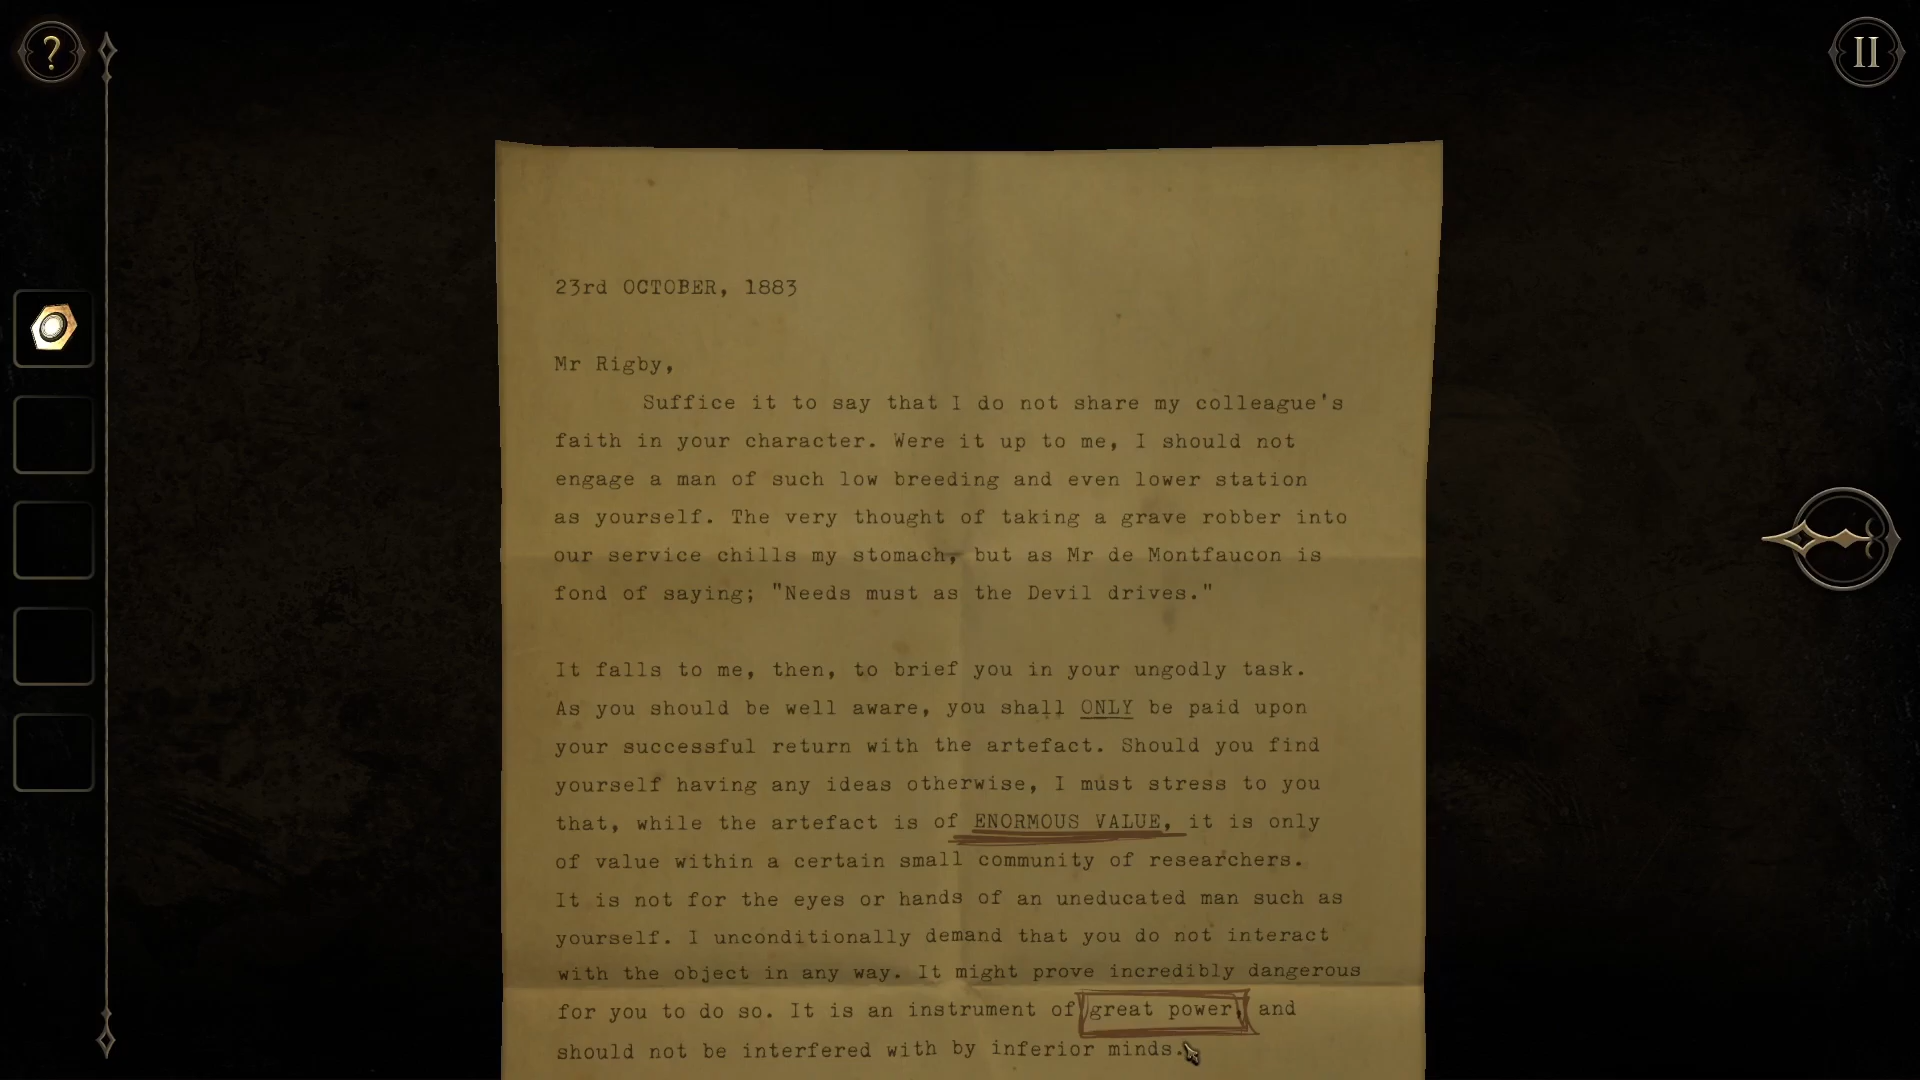 ?
II
23rd OCTOBER, 1883
Mr Rigby,
Suffice it to say that I do not share my colleague's
faith in your character. Were it up to me, I should not
engage a man of such low breeding and even lower station
as yourself. The very thought of taking a grave robber into
our service chills my stomach, but as Mr de Montfaucon is
fond of saying; "Needs must as the Devil drives."
It falls to me, then, to brief you in your ungodly task.
As you should be well aware, you shall ONLY be paid upon
your successful return with the artefact. Should you find
yourself having any ideas otherwise, I must stress to you
that, while the artefact is of ENORMOUS VALUE, it is only
of value within a certain small community of researchers.
It is not for the eyes or hands of an uneducated man such as
yourself. I unconditionally demand that you do not interact
with the object in any way. It might prove incredibly dangerous
for you to do so. It is an instrument of great power, and
should not be interfered with by inferior minds.